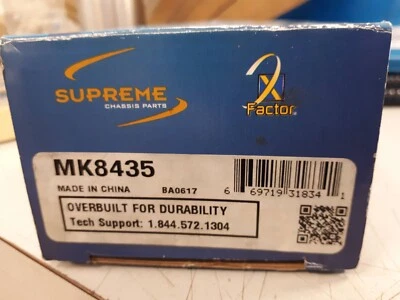 SUPREME
CHASSIS PARTS
X
Factor
MK8435
MADE IN CHINA BA0617
6 69719 31834 1
OVERBUILT FOR DURABILITY
Tech Support: 1.844.572.1304